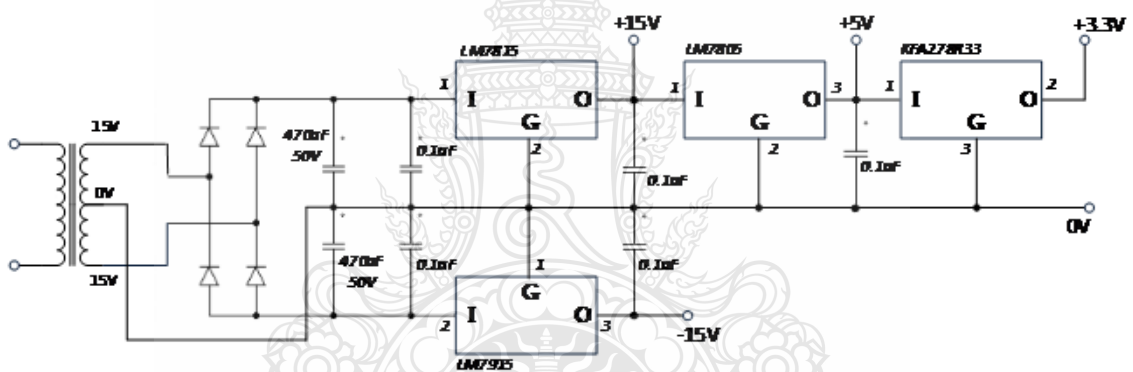 +15V
+5V
+3.3V
LM7815
LM7805
KFA278R33
1 I O
1 I O 3
1 I O 2
G
G
G
2
2
3
15V
0V
15V
470uF
50V
0.1uF
0.1uF
0.1uF
0V
470uF
50V
0.1uF
0.1uF
1
G
2 I O 3
-15V
LM7915